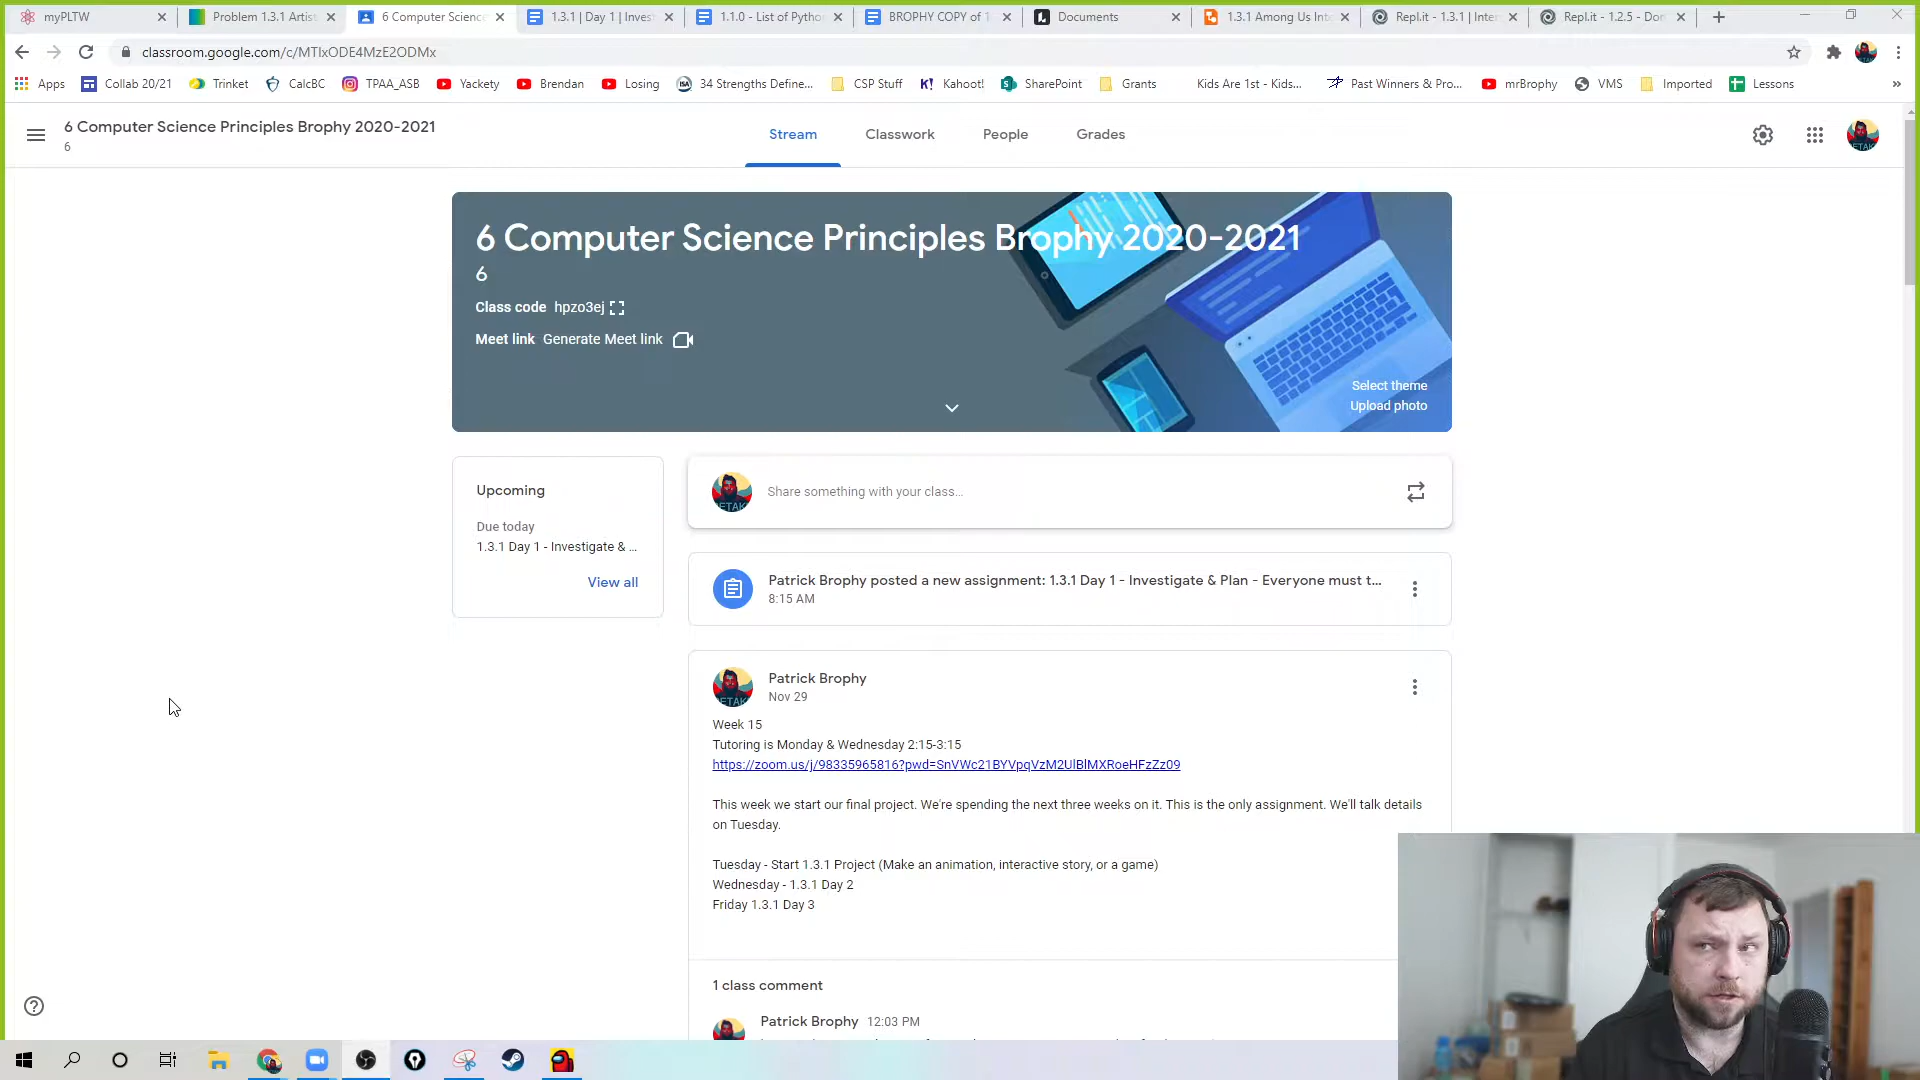 myPLTW
Problem 1.3.1 Artist
6 Computer Science
1.3.1 | Day 1 | Invest
1.1.0 - List of Python
BROPHY COPY of 1
Documents
1.3.1 Among Us Int
Repl.it - 1.3.1 | Inter
Repl.it - 1.2.5 - Do
classroom.google.com/c/MTIxODE4MzE2ODMx
Apps
Collab 20/21
Trinket
CalcBC
TPAA_ASB
Yackety
Brendan
Losing
34 Strengths Define...
CSP Stuff
Kahoot!
SharePoint
Grants
Kids Are 1st - Kids...
Past Winners & Pro...
mrBrophy
VMS
Imported
Lessons
»
6 Computer Science Principles Brophy 2020-2021
6
Stream
Classwork
People
Grades
6 Computer Science Principles Brophy 2020-2021
6
Class code hpzo3ej
Meet link Generate Meet link
Select theme
Upload photo
Upcoming
Due today
1.3.1 Day 1 - Investigate & ...
View all
Share something with your class...
Patrick Brophy posted a new assignment: 1.3.1 Day 1 - Investigate & Plan - Everyone must t...
8:15 AM
Patrick Brophy
Nov 29
Week 15
Tutoring is Monday & Wednesday 2:15-3:15
https://zoom.us/j/98335965816?pwd=SnVWc21BYVpqVzM2UlBlMXRoeHFzZz09
This week we start our final project. We're spending the next three weeks on it. This is the only assignment. We'll talk details
on Tuesday.
Tuesday - Start 1.3.1 Project (Make an animation, interactive story, or a game)
Wednesday - 1.3.1 Day 2
Friday 1.3.1 Day 3
1 class comment
Patrick Brophy 12:03 PM